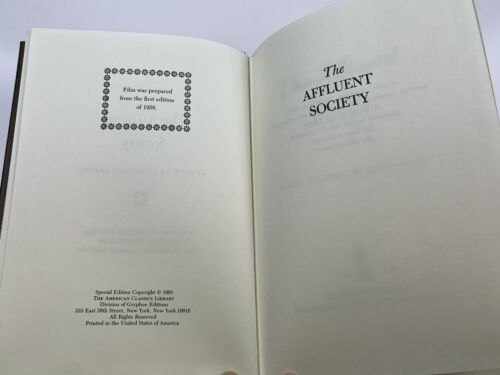 Film was prepared
from the first edition
of 1958.
Special Edition Copyright © 1991
THE AMERICAN CLASSICS LIBRARY
Division of Gryphon Editions
333 East 38th Street, New York, New York 10016
All Rights Reserved
Printed in the United States of America
The
AFFLUENT
SOCIETY